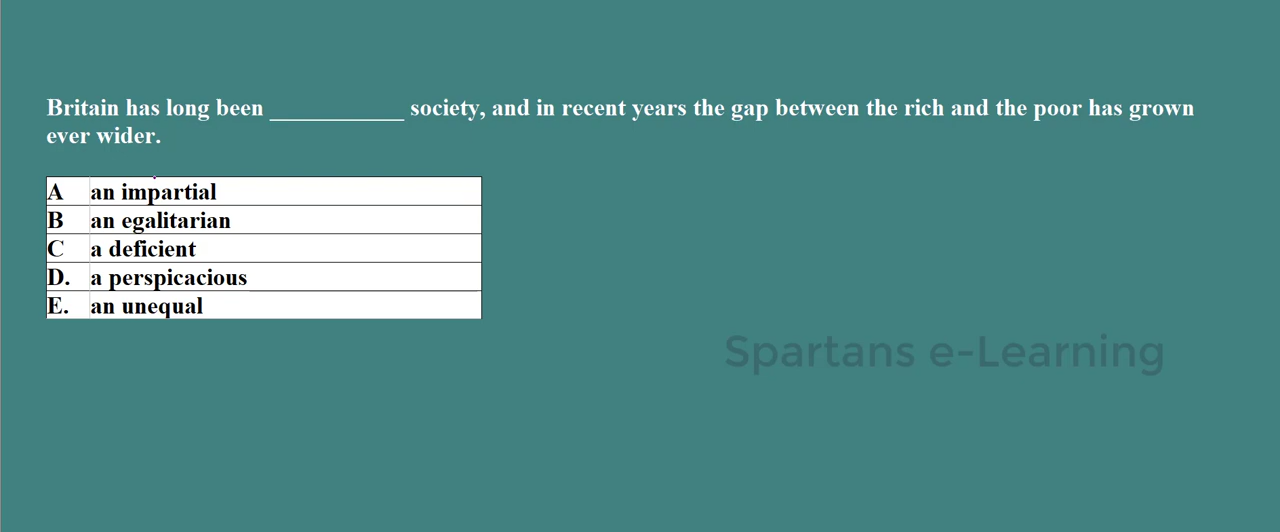 Britain has long been ___________ society, and in recent years the gap between the rich and the poor has grown
ever wider.
A an impartial
B an egalitarian
C a deficient
D. a perspicacious
E. an unequal
Spartans e-Learning